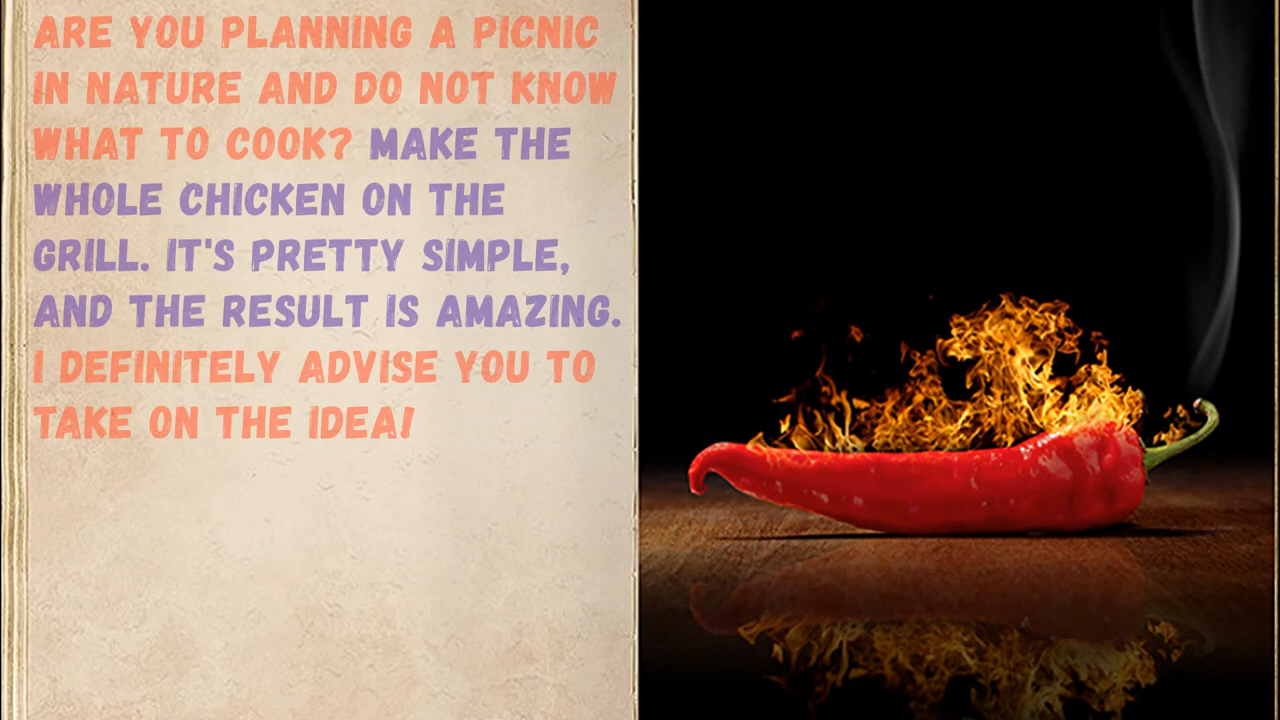 ARE YOU PLANNING A PICNIC
IN NATURE AND DO NOT KNOW
WHAT TO COOK? MAKE THE
WHOLE CHICKEN ON THE
GRILL. IT'S PRETTY SIMPLE,
AND THE RESULT IS AMAZING.
I DEFINITELY ADVISE YOU TO
TAKE ON THE IDEA!